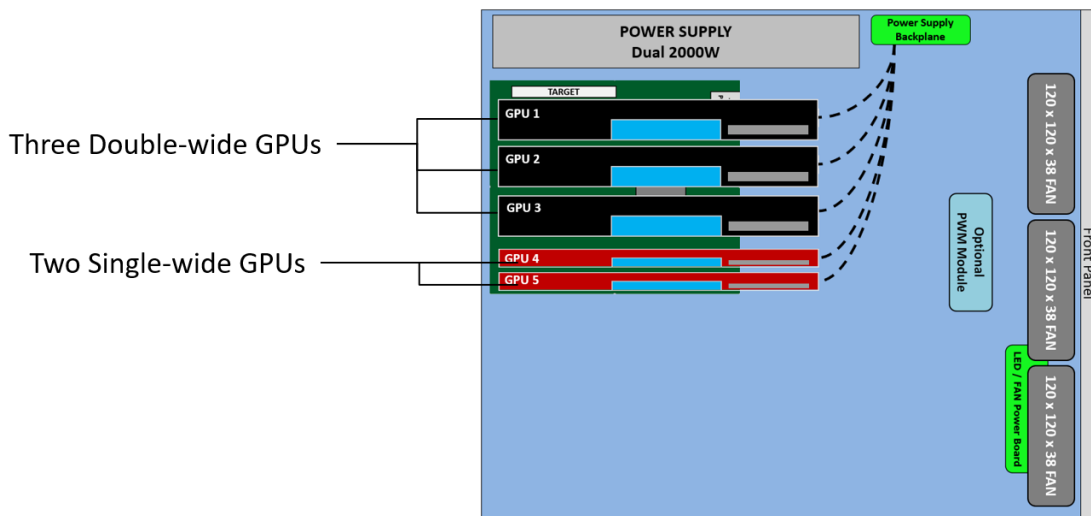 POWER SUPPLY
Dual 2000W
Power Supply
Backplane
TARGET
GPU 1
Three Double-wide GPUs
GPU 2
GPU 3
Two Single-wide GPUs
GPU 4
GPU 5
Optional
PWM Module
120 x 120 x 38 FAN
120 x 120 x 38 FAN
120 x 120 x 38 FAN
LED / FAN Power Board
Front Panel